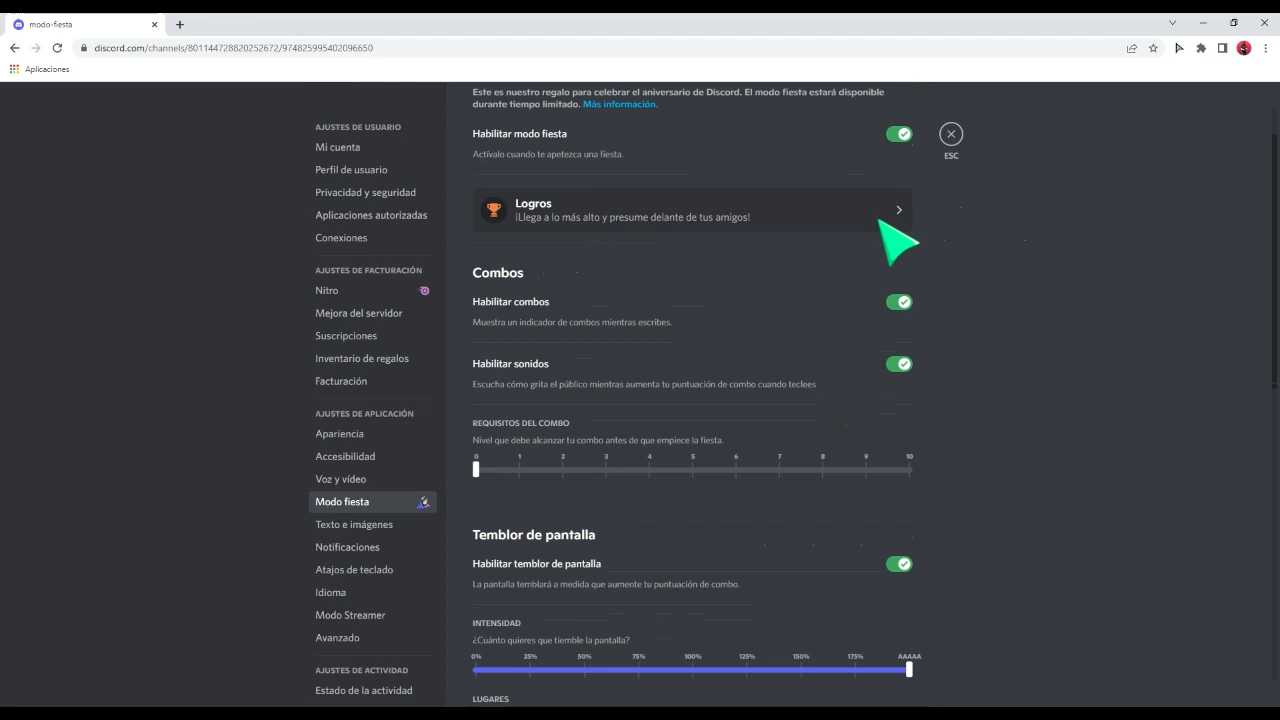 modo-fiesta
discord.com/channels/801144728820252672/974825995402096650
Aplicaciones
Este es nuestro regalo para celebrar el aniversario de Discord. El modo fiesta estará disponible
durante tiempo limitado. Más información.
AJUSTES DE USUARIO
Mi cuenta
Perfil de usuario
Privacidad y seguridad
Aplicaciones autorizadas
Conexiones
AJUSTES DE FACTURACIÓN
Nitro
Mejora del servidor
Suscripciones
Inventario de regalos
Facturación
AJUSTES DE APLICACIÓN
Apariencia
Accesibilidad
Voz y vídeo
Modo fiesta
Texto e imágenes
Notificaciones
Atajos de teclado
Idioma
Modo Streamer
Avanzado
AJUSTES DE ACTIVIDAD
Estado de la actividad
Habilitar modo fiesta
Actívalo cuando te apetezca una fiesta.
ESC
Logros
¡Llega a lo más alto y presume delante de tus amigos!
Combos
Habilitar combos
Muestra un indicador de combos mientras escribes.
Habilitar sonidos
Escucha cómo grita el público mientras aumenta tu puntuación de combo cuando teclees
REQUISITOS DEL COMBO
Nivel que debe alcanzar tu combo antes de que empiece la fiesta.
0 1 2 3 4 5 6 7 8 9 10
Temblor de pantalla
Habilitar temblor de pantalla
La pantalla temblará a medida que aumente tu puntuación de combo.
INTENSIDAD
¿Cuánto quieres que tiemble la pantalla?
0% 25% 50% 75% 100% 125% 150% 175% AAAAA
LUGARES